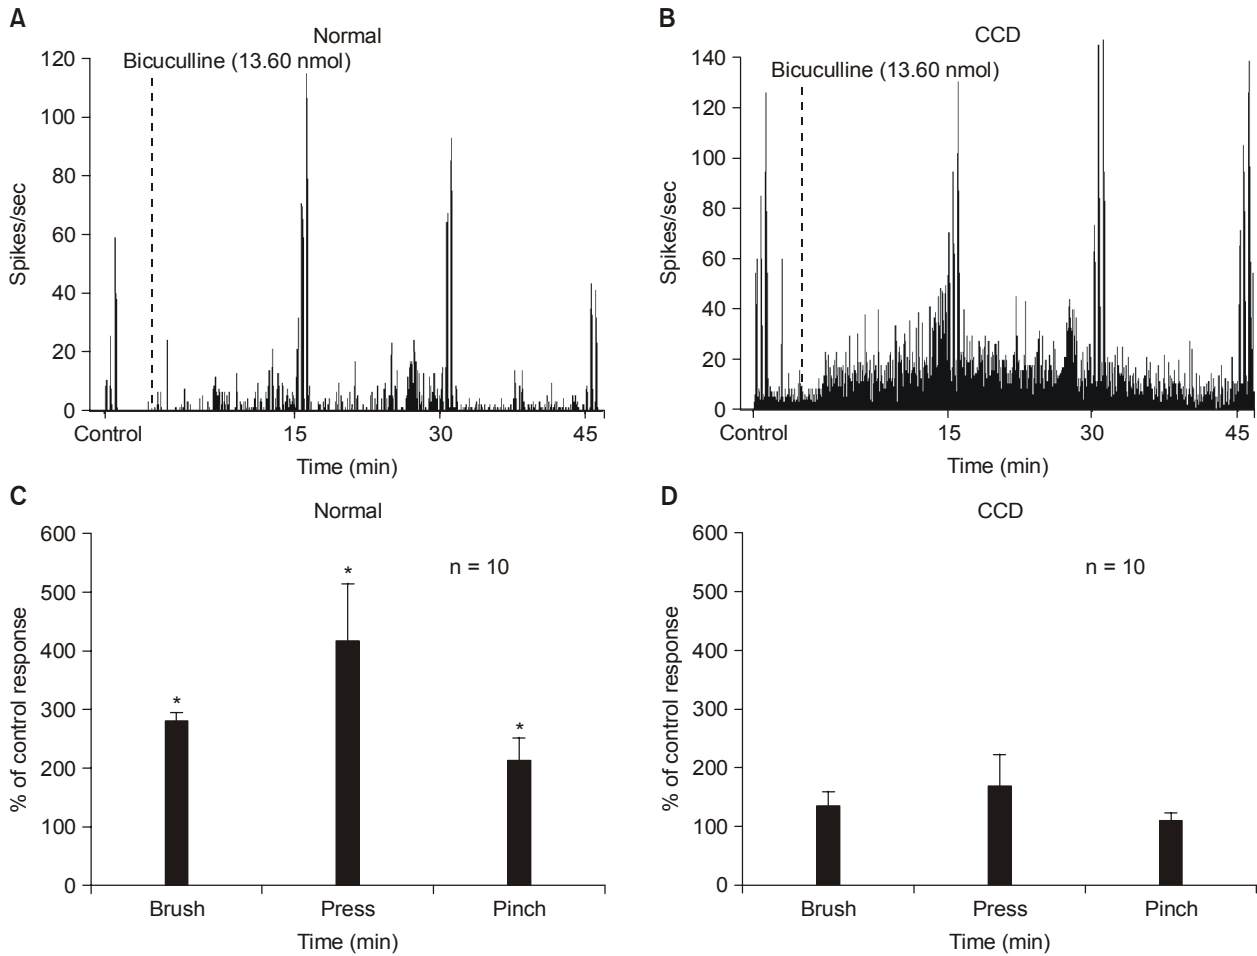 A
Normal
Bicuculline (13.60 nmol)
120
100
80
60
40
20
0
Spikes/sec
Control
15
30
45
Time (min)
B
CCD
Bicuculline (13.60 nmol)
140
120
100
80
60
40
20
0
Spikes/sec
Control
15
30
45
Time (min)
C
Normal
n = 10
600
500
400
300
200
100
0
% of control response
*
*
*
Brush
Press
Pinch
Time (min)
D
CCD
n = 10
600
500
400
300
200
100
0
% of control response
Brush
Press
Pinch
Time (min)